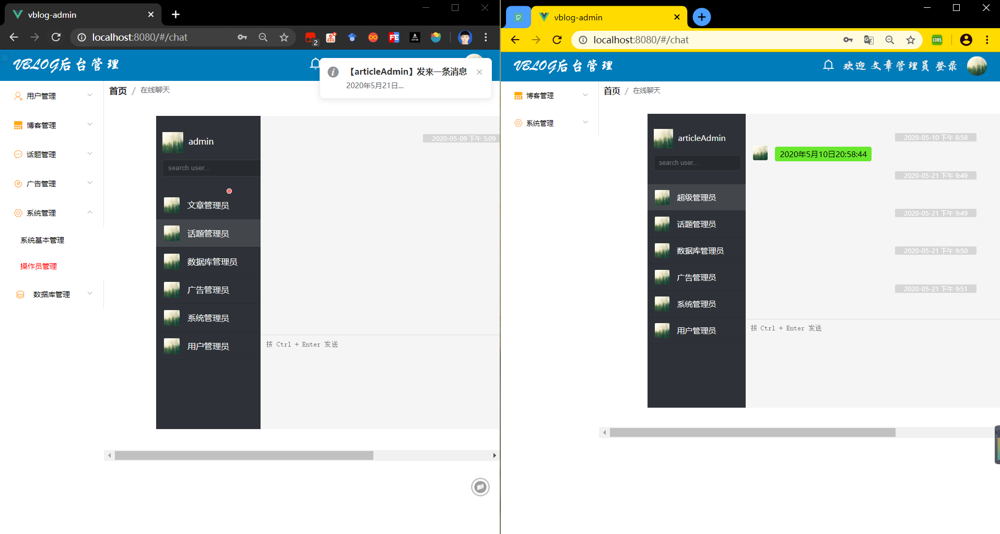 vblog-admin
localhost:8080/#/chat
2
FE
ASTAR
VBLOG后台管理
【articleAdmin】发来一条消息
2020年5月21日...
用户管理
博客管理
话题管理
广告管理
系统管理
系统基本管理
操作员管理
数据库管理
首页 / 在线聊天
admin
search user...
文章管理员
话题管理员
数据库管理员
广告管理员
系统管理员
用户管理员
2020-05-09 下午 5:09
按 Ctrl + Enter 发送
vblog-admin
localhost:8080/#/chat
CORS
VBLOG后台管理
欢迎 文章管理员 登录
博客管理
系统管理
首页 / 在线聊天
articleAdmin
search user...
超级管理员
话题管理员
数据库管理员
广告管理员
系统管理员
用户管理员
2020-05-10 下午 8:58
2020年5月10日20:58:44
2020-05-21 下午 9:49
2020-05-21 下午 9:49
2020-05-21 下午 9:50
2020-05-21 下午 9:51
按 Ctrl + Enter 发送